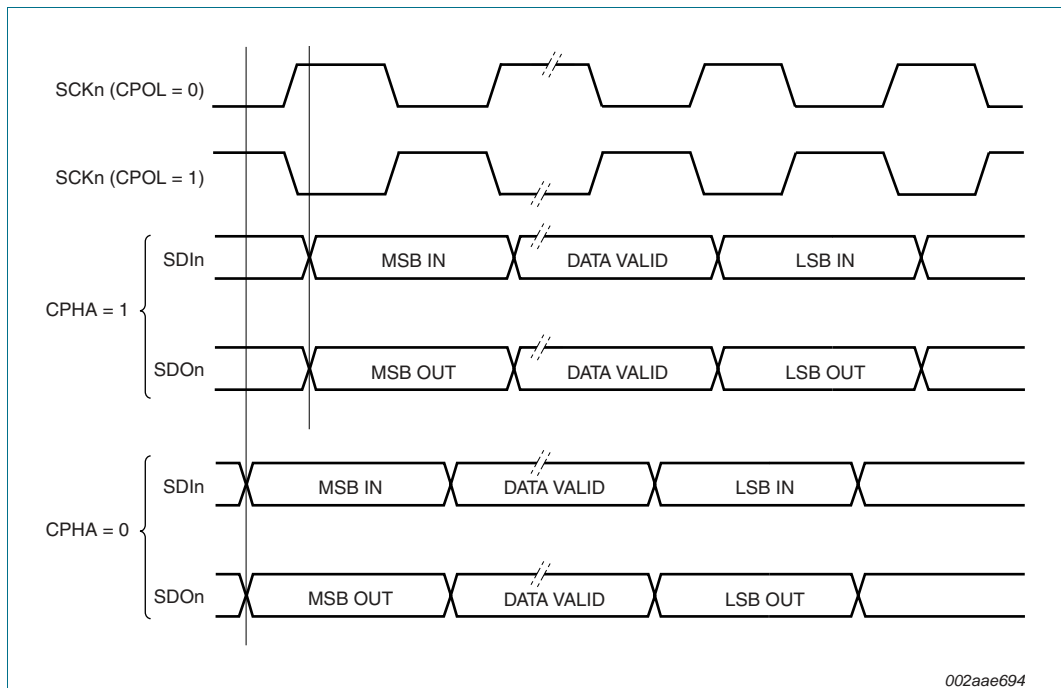 SCKn (CPOL = 0)
SCKn (CPOL = 1)
CPHA = 1
SDIn
MSB IN
DATA VALID
LSB IN
SDOn
MSB OUT
DATA VALID
LSB OUT
CPHA = 0
SDIn
MSB IN
DATA VALID
LSB IN
SDOn
MSB OUT
DATA VALID
LSB OUT
002aae694